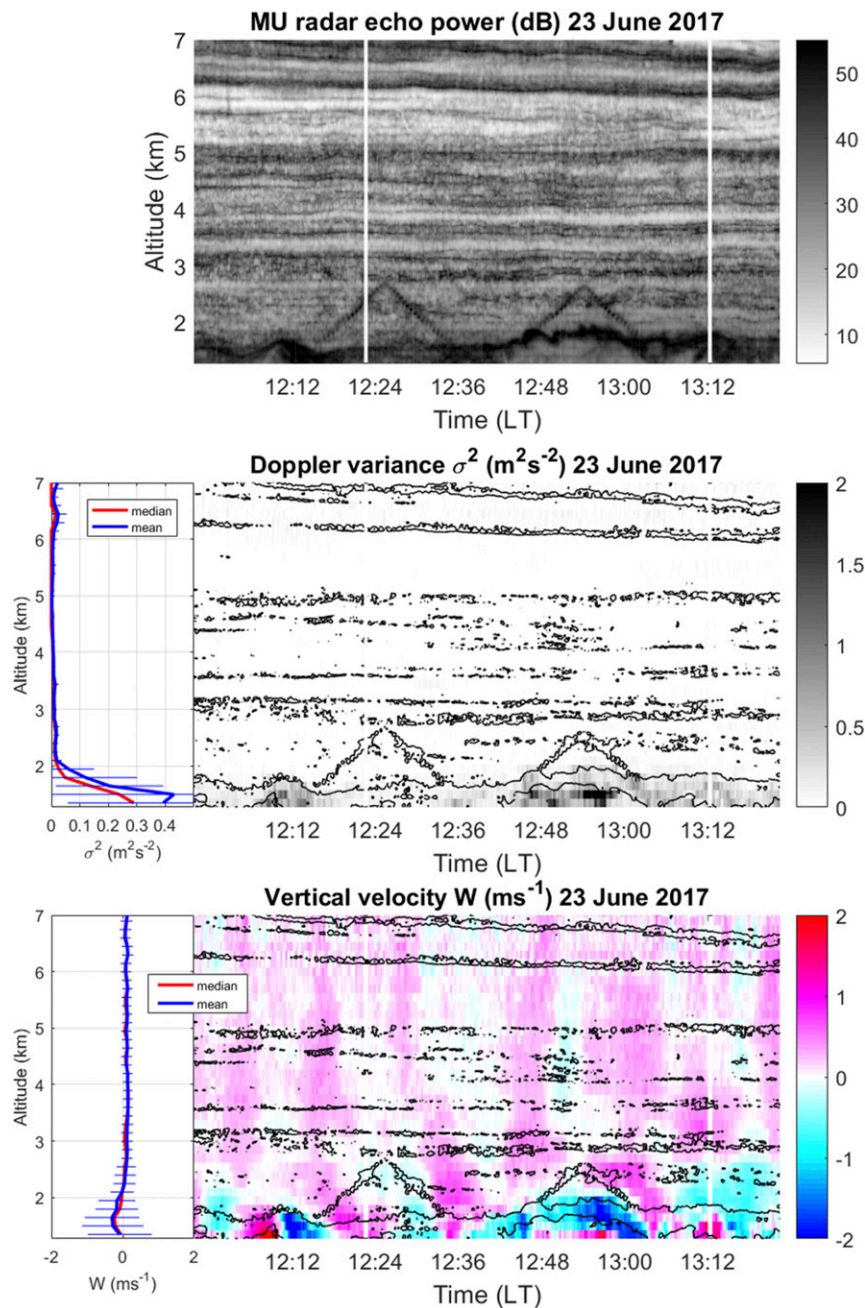 MU radar echo power (dB) 23 June 2017
7
6
5
4
3
2
Altitude (km)
12:12 12:24 12:36 12:48 13:00 13:12
Time (LT)
50
40
30
20
10
Doppler variance σ² (m²s⁻²) 23 June 2017
7
6
5
4
3
2
Altitude (km)
median
mean
0 0.1 0.2 0.3 0.4
σ² (m²s⁻²)
12:12 12:24 12:36 12:48 13:00 13:12
Time (LT)
2
1.5
1
0.5
0
Vertical velocity W (ms⁻¹) 23 June 2017
7
6
5
4
3
2
Altitude (km)
median
mean
-2 0 2
W (ms⁻¹)
12:12 12:24 12:36 12:48 13:00 13:12
Time (LT)
2
1
0
-1
-2